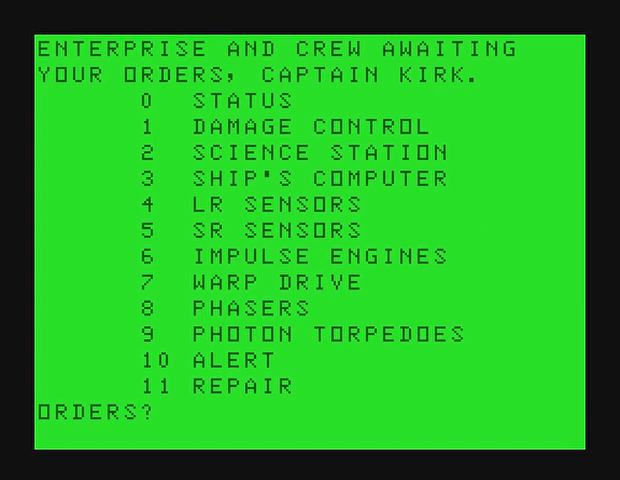 ENTERPRISE AND CREW AWAITING
YOUR ORDERS, CAPTAIN KIRK.
0 STATUS
1 DAMAGE CONTROL
2 SCIENCE STATION
3 SHIP'S COMPUTER
4 LR SENSORS
5 SR SENSORS
6 IMPULSE ENGINES
7 WARP DRIVE
8 PHASERS
9 PHOTON TORPEDOES
10 ALERT
11 REPAIR
ORDERS?